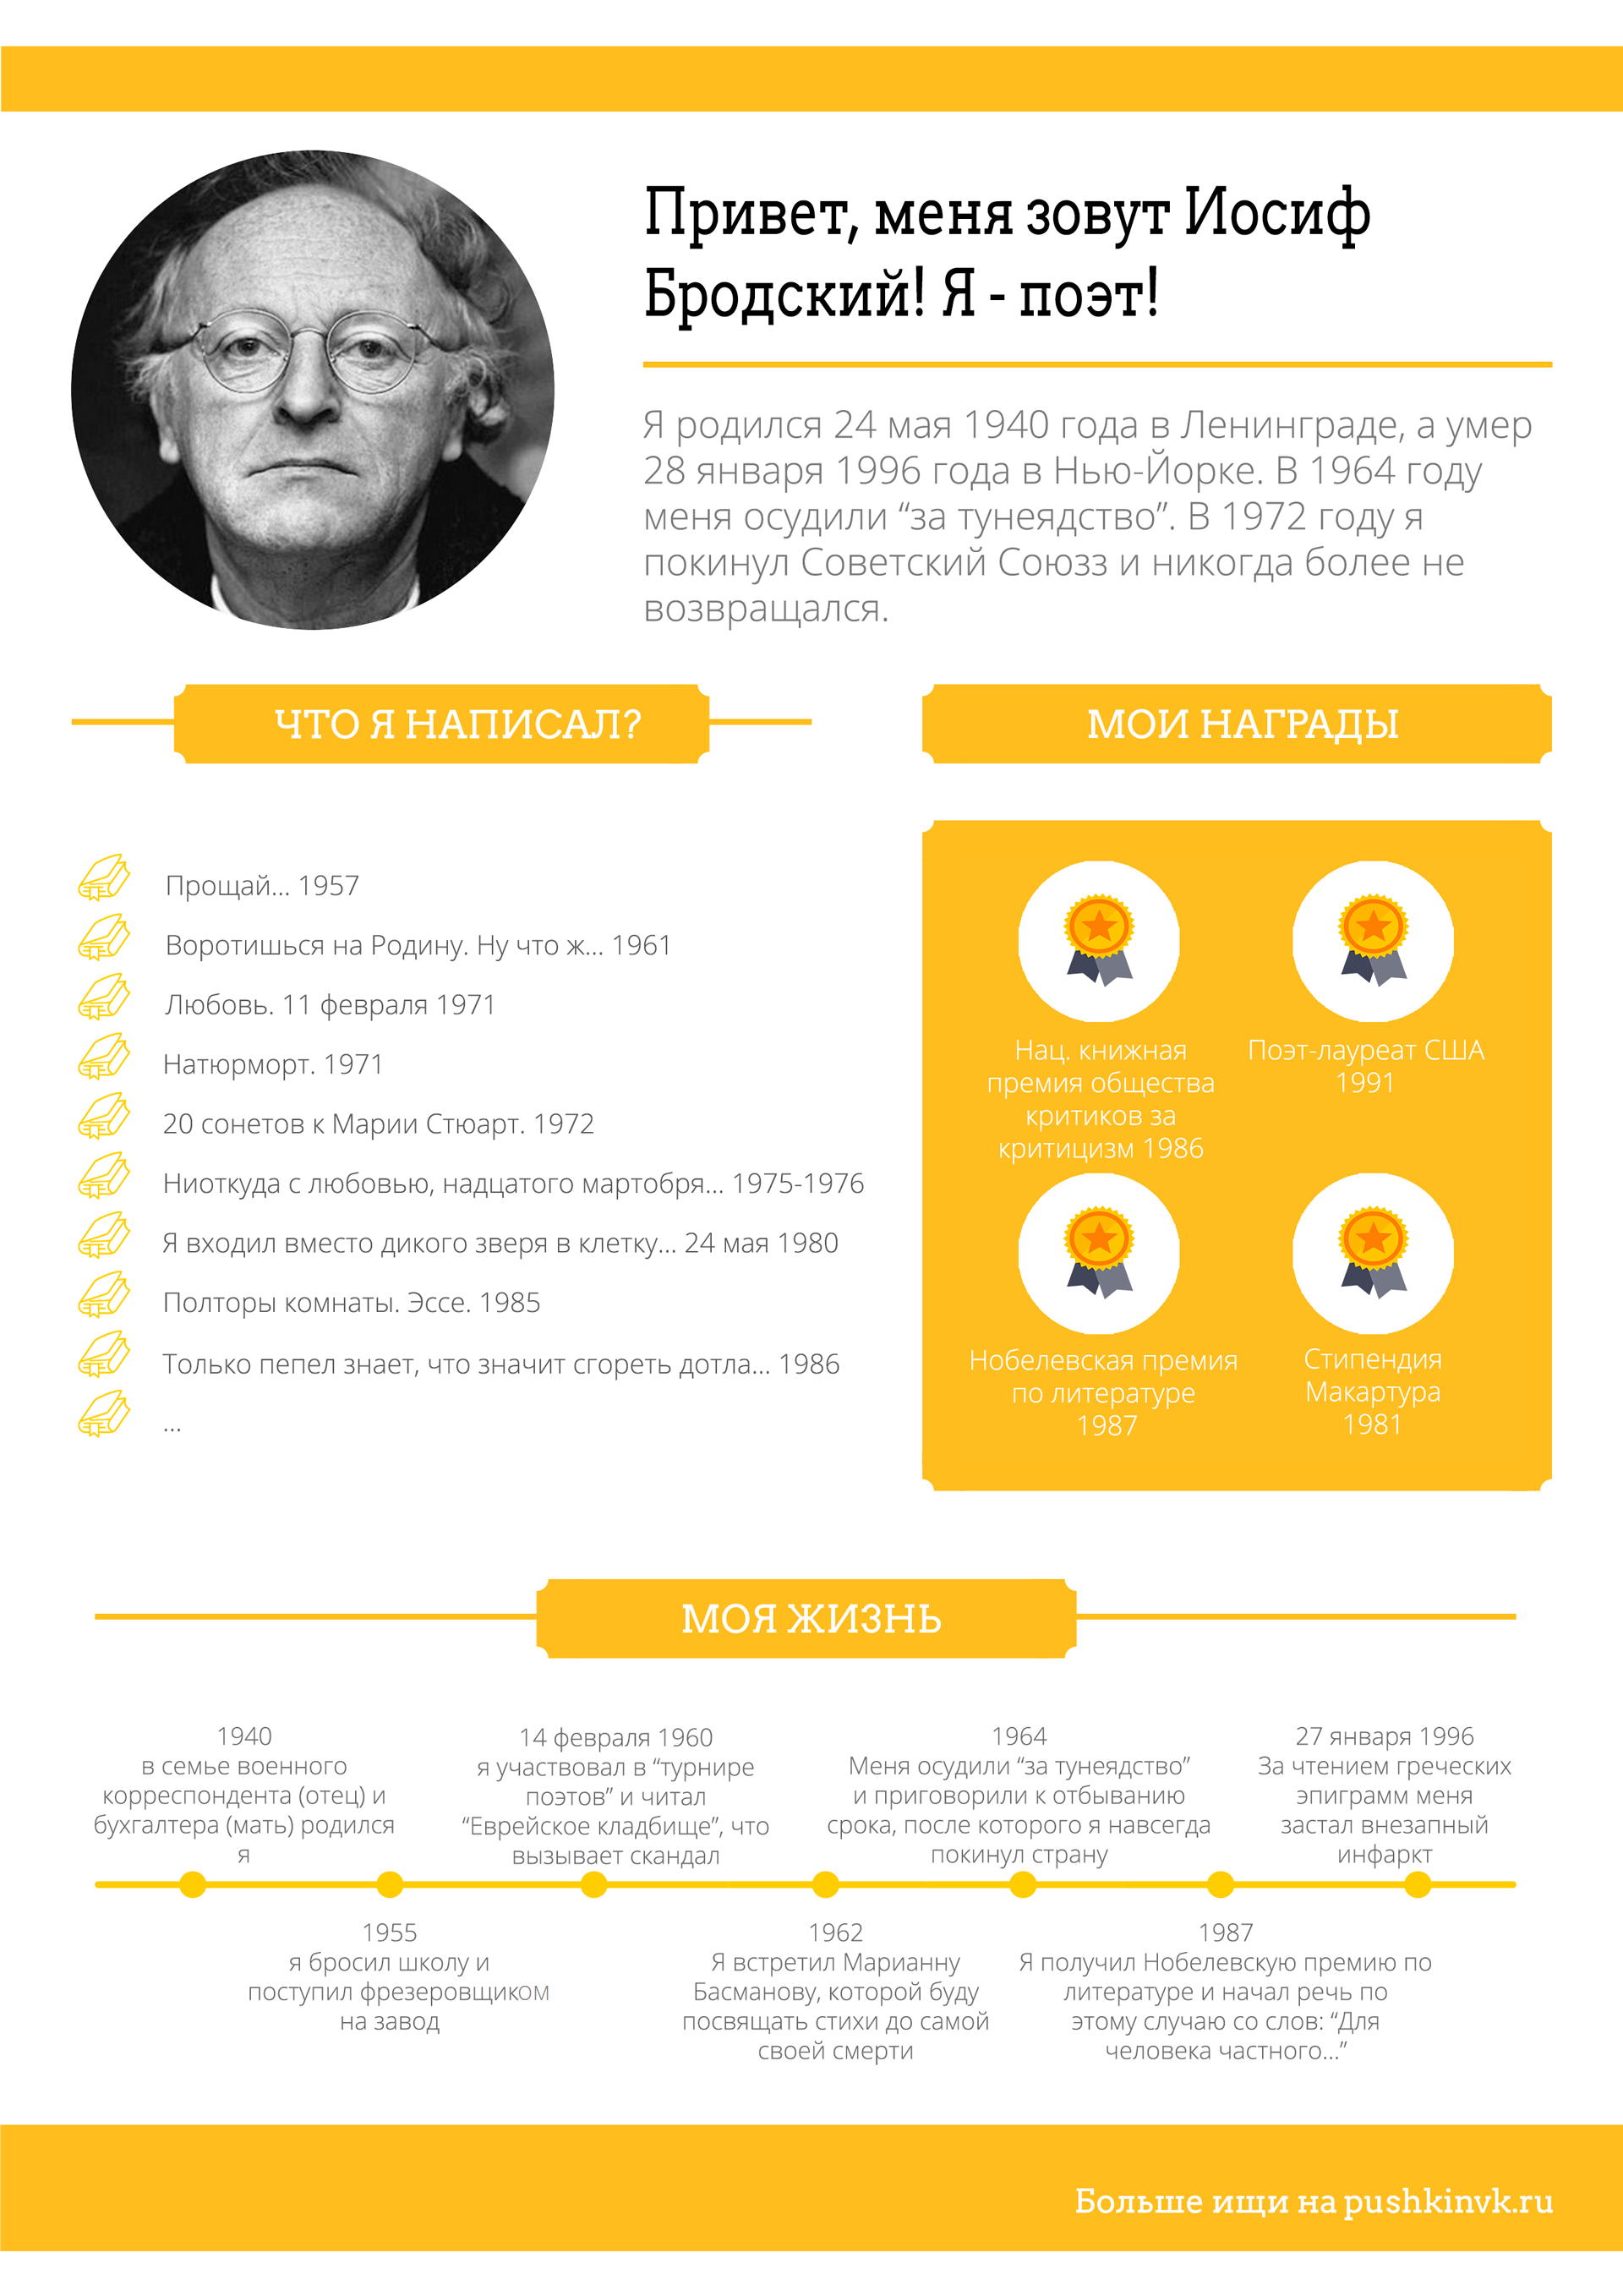 Привет, меня зовут Иосиф
Бродский! Я - поэт!
Я родился 24 мая 1940 года в Ленинграде, а умер
28 января 1996 года в Нью-Йорке. В 1964 году
меня осудили “за тунеядство”. В 1972 году я
покинул Советский Союзз и никогда более не
возвращался.
ЧТО Я НАПИСАЛ?
Прощай... 1957
Воротишься на Родину. Ну что ж... 1961
Любовь. 11 февраля 1971
Натюрморт. 1971
20 сонетов к Марии Стюарт. 1972
Ниоткуда с любовью, надцатого мартобря... 1975-1976
Я входил вместо дикого зверя в клетку... 24 мая 1980
Полторы комнаты. Эссе. 1985
Только пепел знает, что значит сгореть дотла... 1986
...
МОИ НАГРАДЫ
Нац. книжная
премия общества
критиков за
критицизм 1986
Поэт-лауреат США
1991
Нобелевская премия
по литературе
1987
Стипендия
Макартура
1981
МОЯ ЖИЗНЬ
1940
в семье военного
корреспондента (отец) и
бухгалтера (мать) родился
я
1955
я бросил школу и
поступил фрезеровщиком
на завод
14 февраля 1960
я участвовал в “турнире
поэтов” и читал
“Еврейское кладбище”, что
вызывает скандал
1962
Я встретил Марианну
Басманову, которой буду
посвящать стихи до самой
своей смерти
1964
Меня осудили “за тунеядство”
и приговорили к отбыванию
срока, после которого я навсегда
покинул страну
1987
Я получил Нобелевскую премию по
литературе и начал речь по
этому случаю со слов: “Для
человека частного...”
27 января 1996
За чтением греческих
эпиграмм меня
застал внезапный
инфаркт
Больше ищи на pushkinvk.ru